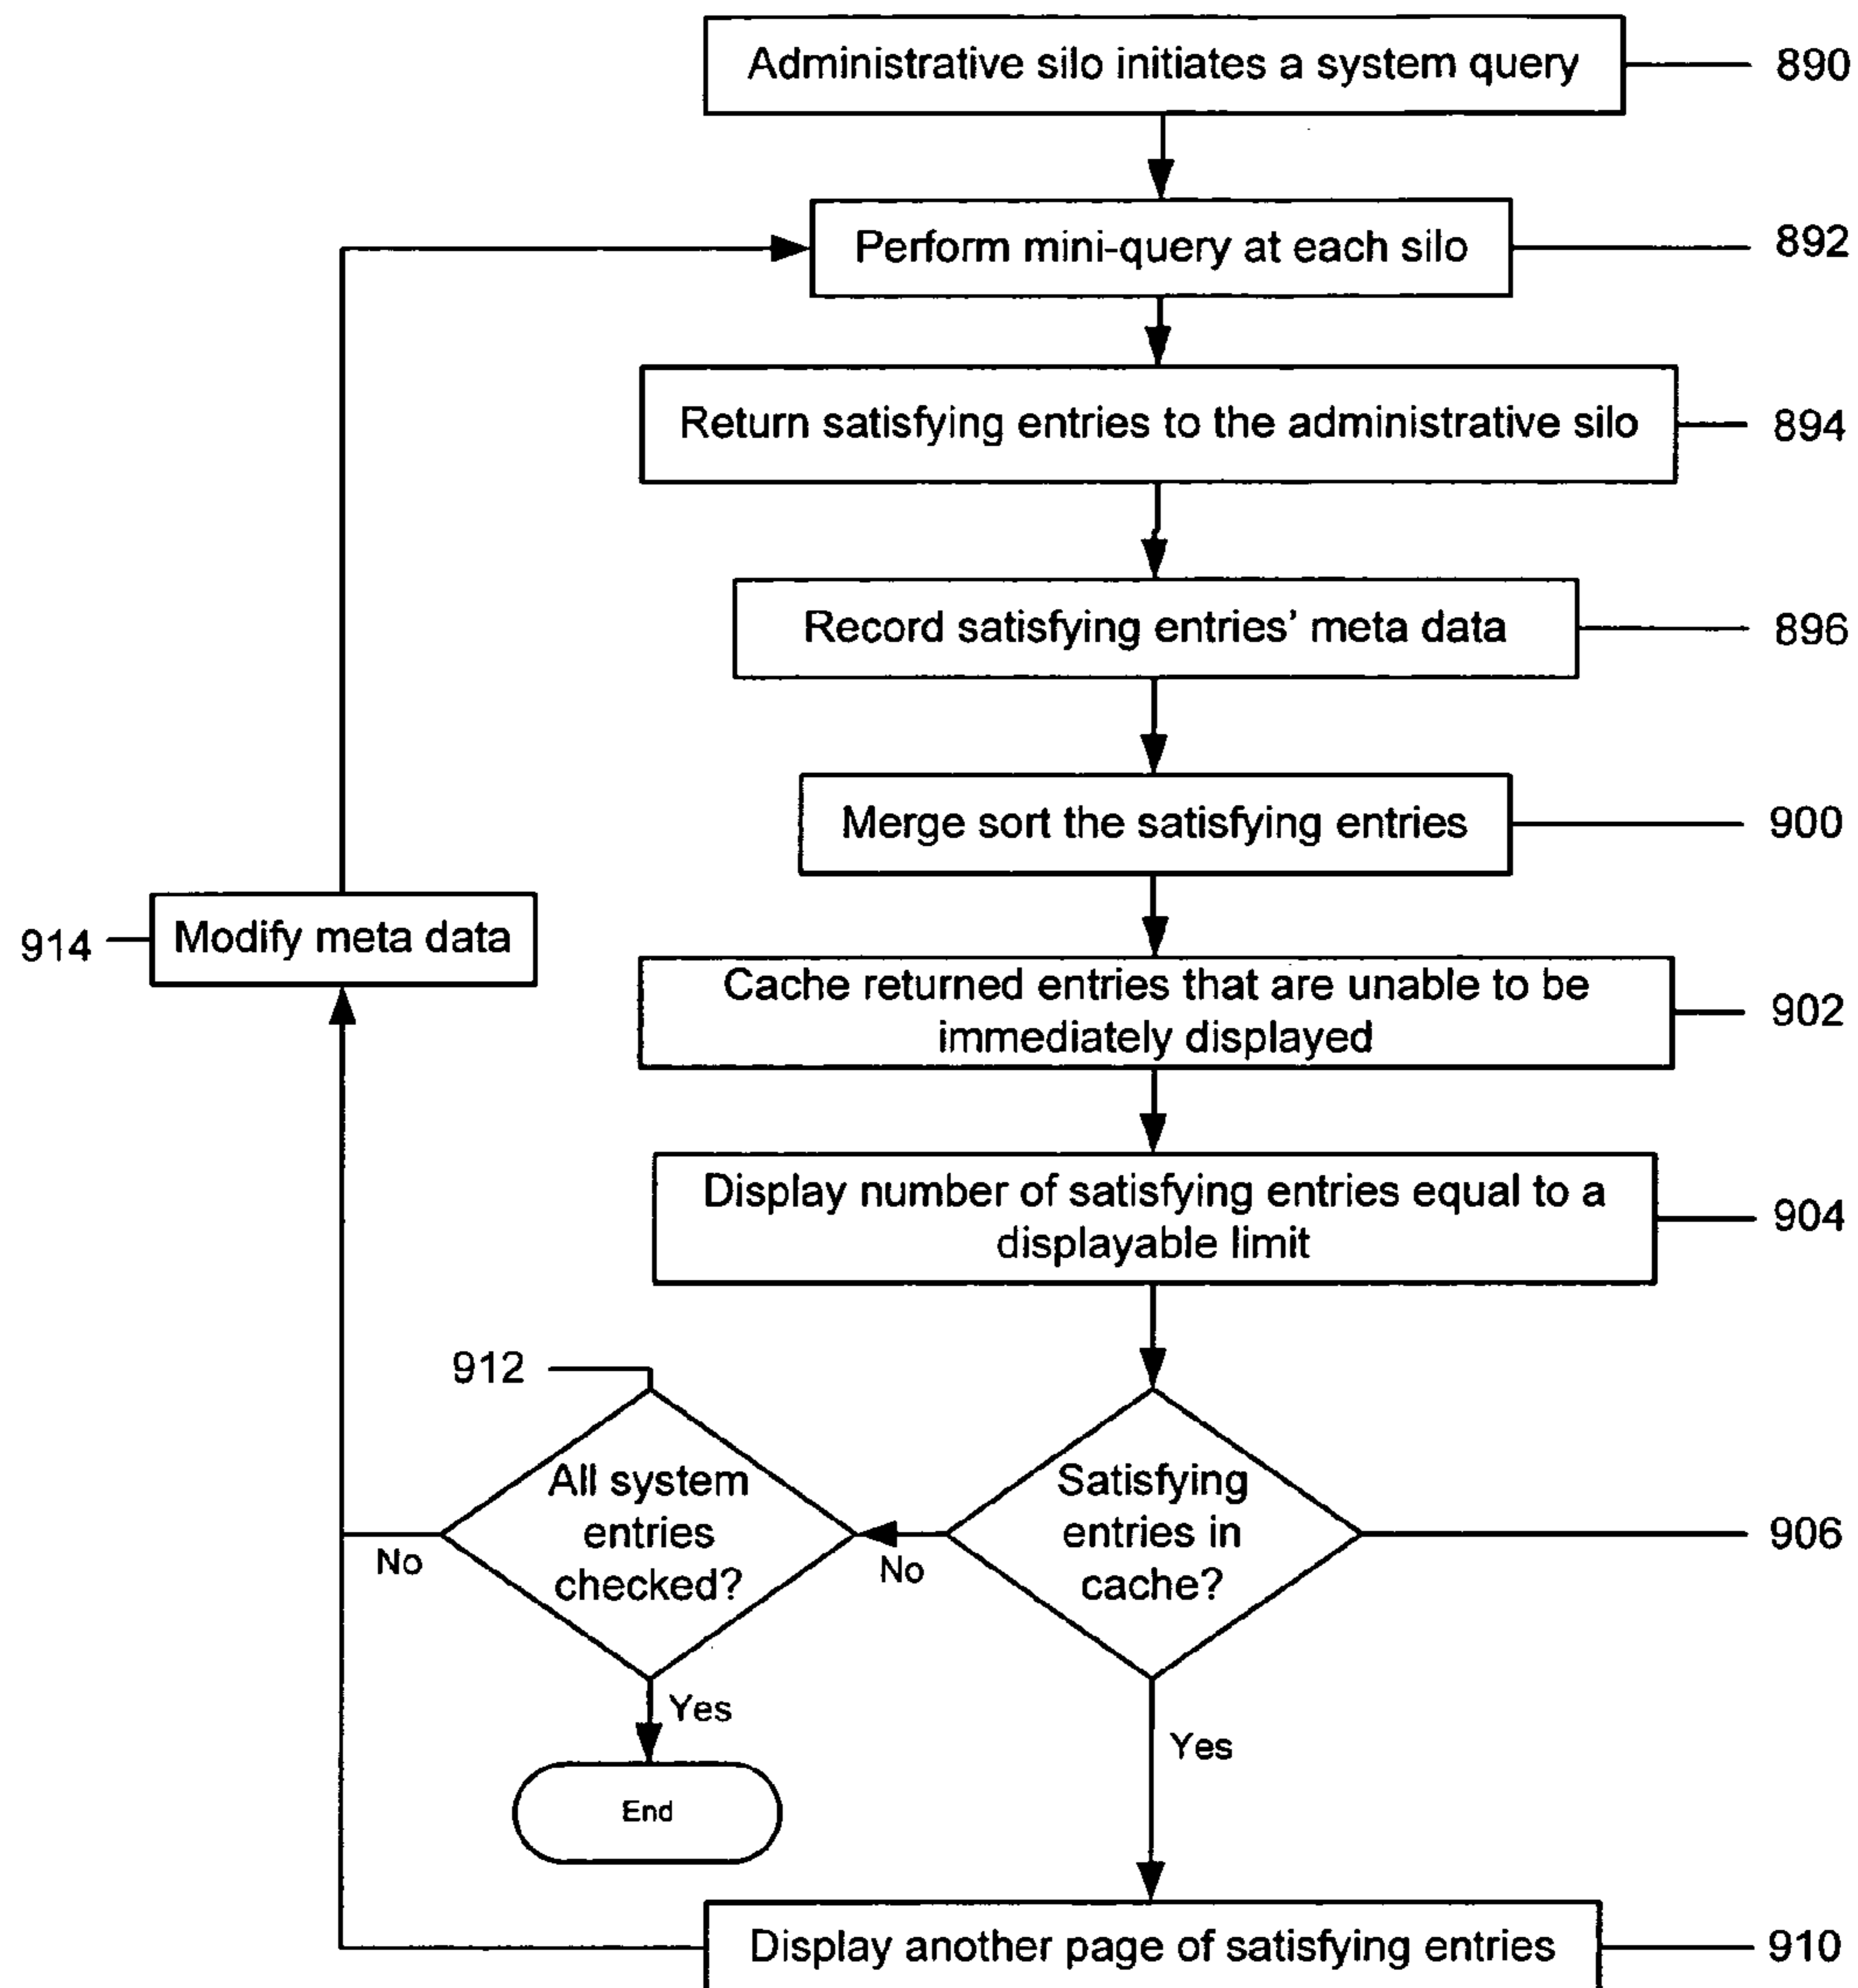 Administrative silo initiates a system query
890
Perform mini-query at each silo
892
Return satisfying entries to the administrative silo
894
Record satisfying entries’ meta data
896
Merge sort the satisfying entries
900
914
Modify meta data
Cache returned entries that are unable to be
immediately displayed
902
Display number of satisfying entries equal to a
displayable limit
904
912
All system
entries
checked?
Satisfying
entries in
cache?
906
No
No
Yes
Yes
End
Display another page of satisfying entries
910